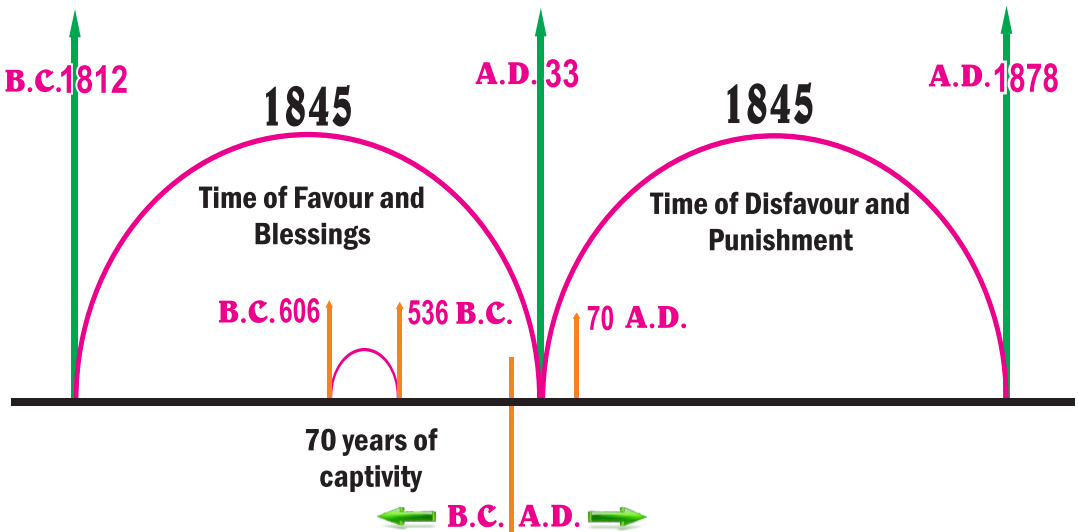 B.C.1812
A.D.33
A.D.1878
1845
1845
Time of Favour and
Blessings
Time of Disfavour and
Punishment
B.C.606
536 B.C.
70 A.D.
70 years of
captivity
B.C. A.D.